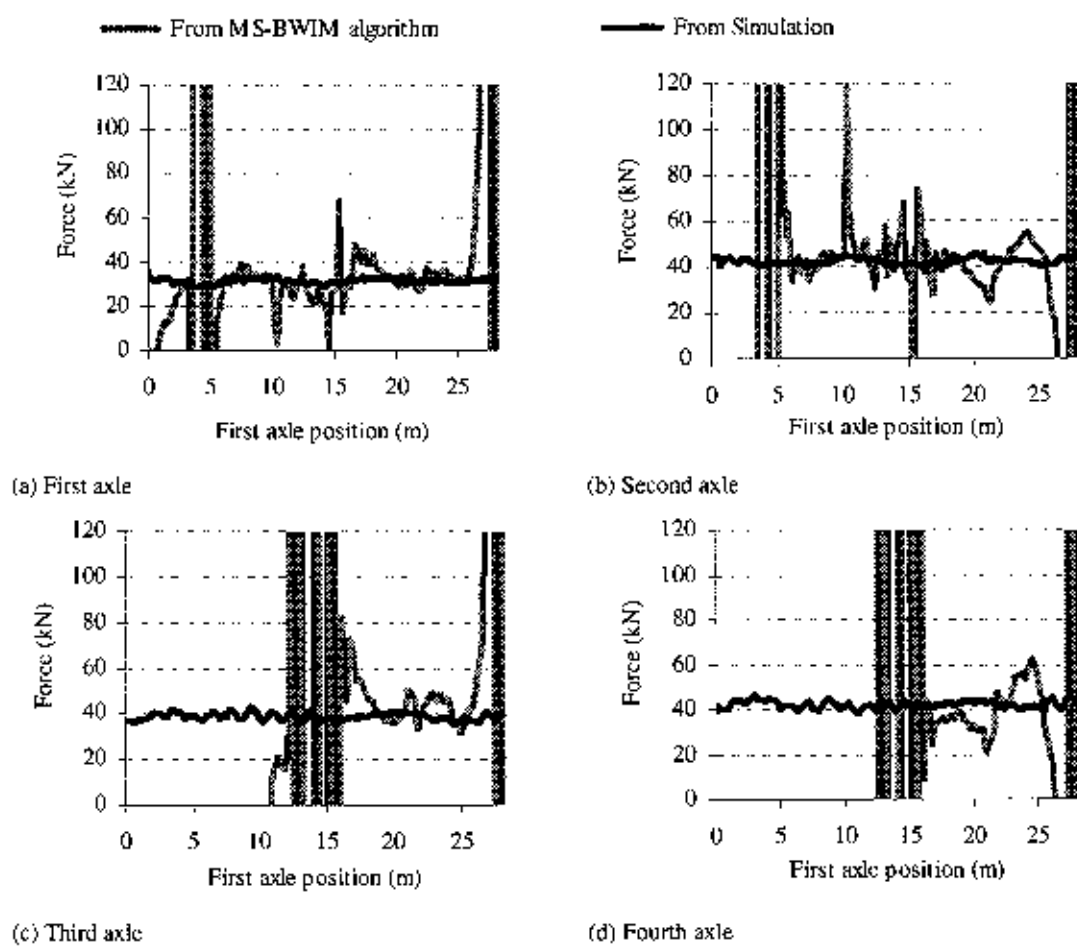 From MS-BWIM algorithm From Simulation
120 120
100 100
80 80
60 60
40 40
20 20
0 0
Force (kN) Force (kN)
0 5 10 15 20 25 0 5 10 15 20 25
First axle position (m) First axle position (m)
(a) First axle (b) Second axle
120 120
100 100
80 80
60 60
40 40
20 20
0 0
Force (kN) Force (kN)
0 5 10 15 20 25 0 5 10 15 20 25
First axle position (m) First axle position (m)
(c) Third axle (d) Fourth axle